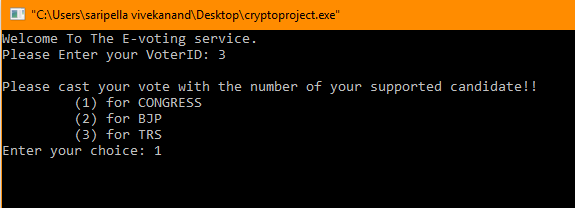 "C:\Users\saripella vivekanand\Desktop\cryptoproject.exe"
Welcome To The E-voting service.
Please Enter your VoterID: 3
Please cast your vote with the number of your supported candidate!!
(1) for CONGRESS
(2) for BJP
(3) for TRS
Enter your choice: 1